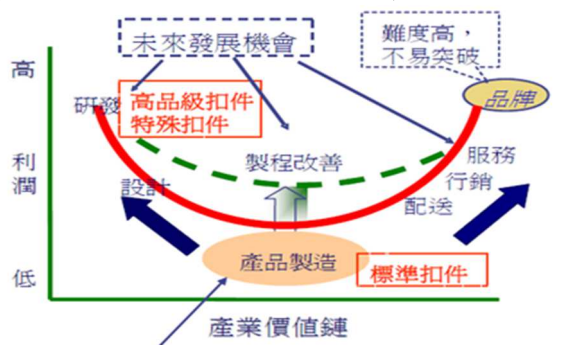 未來發展機會
難度高，
不易突破
高
研發
高品級扣件
特殊扣件
品牌
製程改善
服務
利
潤
設計
行銷
配送
產品製造
標準扣件
低
產業價值鏈